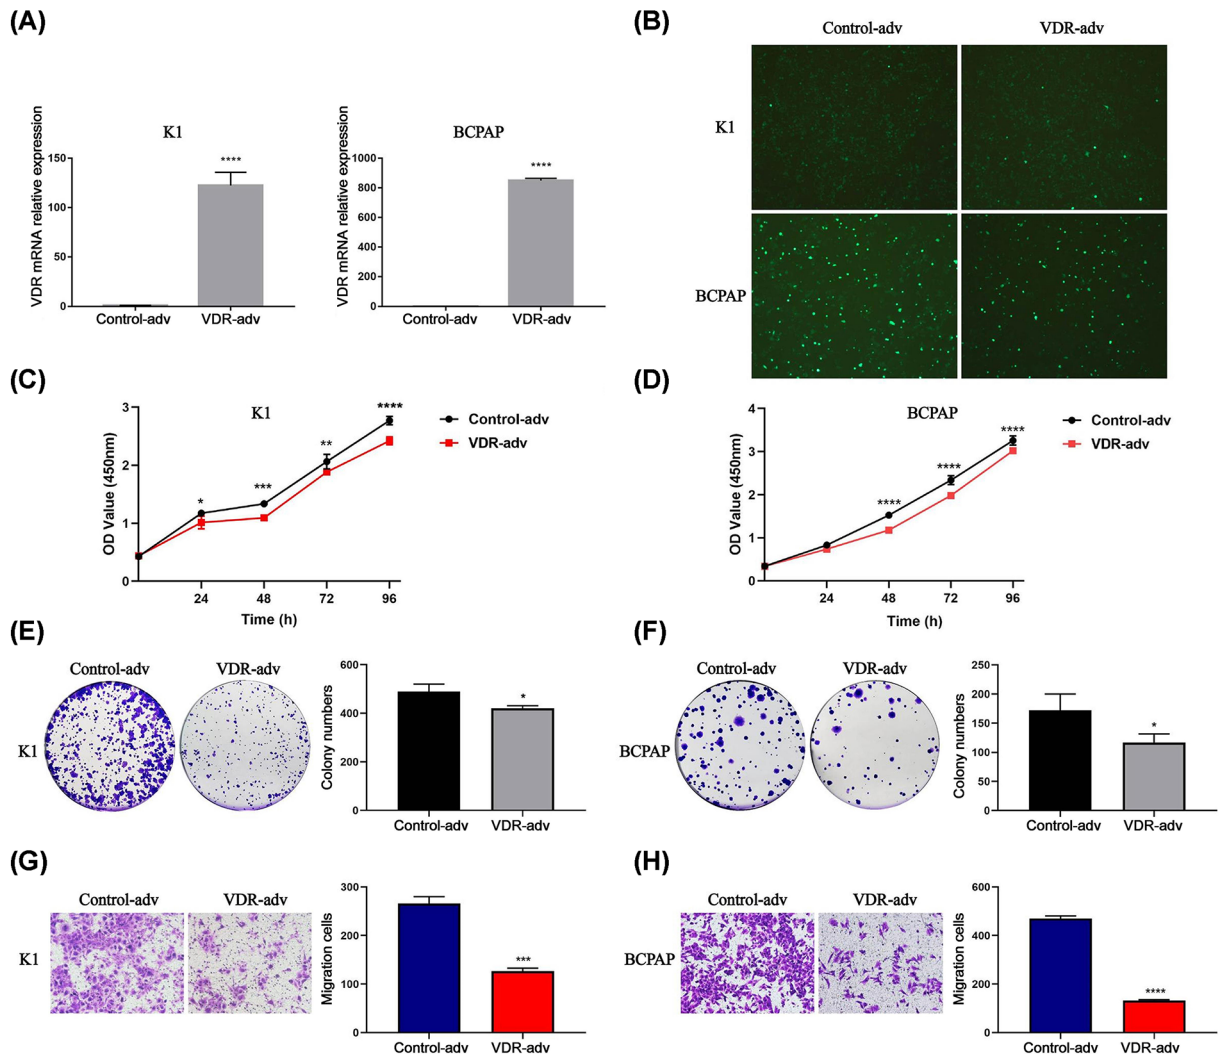 (A)
K1
VDR mRNA relative expression
150
100
50
0
****
Control-adv
VDR-adv
BCPAP
VDR mRNA relative expression
1000
800
600
400
200
0
****
Control-adv
VDR-adv
(B)
Control-adv
VDR-adv
K1
BCPAP
(C)
K1
OD Value (450nm)
3
2
1
0
*
***
**
****
24
48
72
96
Time (h)
Control-adv
VDR-adv
(D)
BCPAP
OD Value (450nm)
4
3
2
1
0
****
****
****
24
48
72
96
Time (h)
Control-adv
VDR-adv
(E)
Control-adv
VDR-adv
K1
Colony numbers
600
400
200
0
*
Control-adv
VDR-adv
(F)
Control-adv
VDR-adv
BCPAP
Colony numbers
250
200
150
100
50
0
*
Control-adv
VDR-adv
(G)
Control-adv
VDR-adv
K1
Migration cells
300
200
100
0
***
Control-adv
VDR-adv
(H)
Control-adv
VDR-adv
BCPAP
Migration cells
600
400
200
0
****
Control-adv
VDR-adv